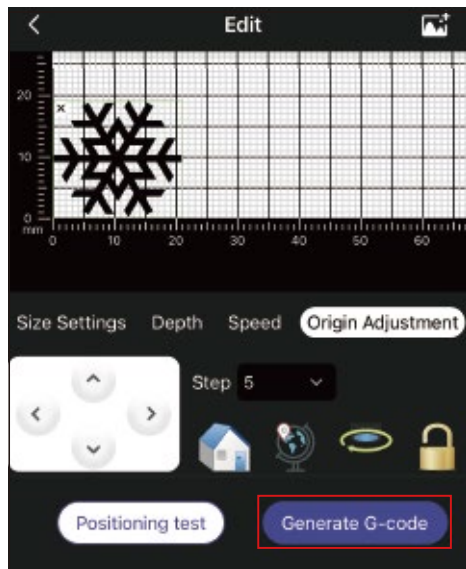 Edit
20
10
0
mm
0 10 20 30 40 50 60
Size Settings Depth Speed Origin Adjustment
Step 5
Positioning test Generate G-code